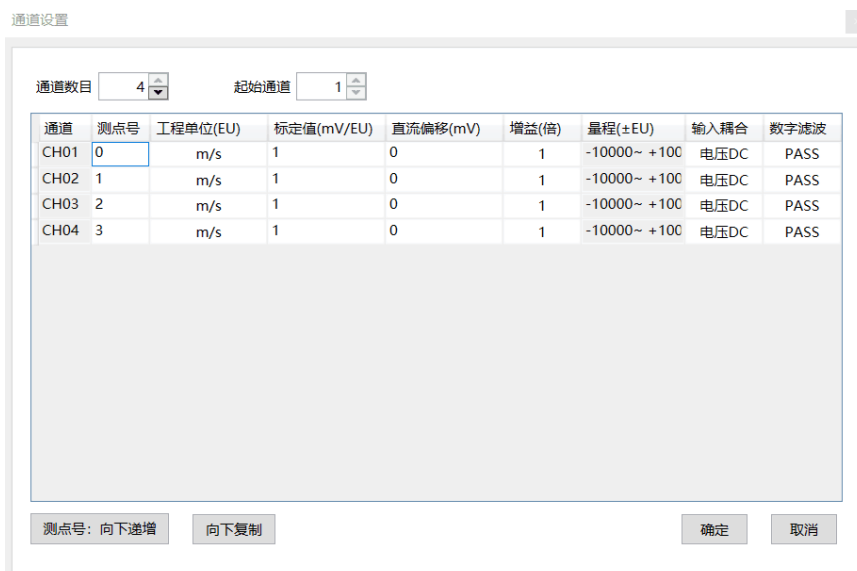 通道设置
通道数目 4 起始通道 1
通道 测点号 工程单位(EU) 标定值(mV/EU) 直流偏移(mV) 增益(倍) 量程(±EU) 输入耦合 数字滤波
CH01 0 m/s 1 0 1 -10000~ +100 电压DC PASS
CH02 1 m/s 1 0 1 -10000~ +100 电压DC PASS
CH03 2 m/s 1 0 1 -10000~ +100 电压DC PASS
CH04 3 m/s 1 0 1 -10000~ +100 电压DC PASS
测点号：向下递增 向下复制 确定 取消